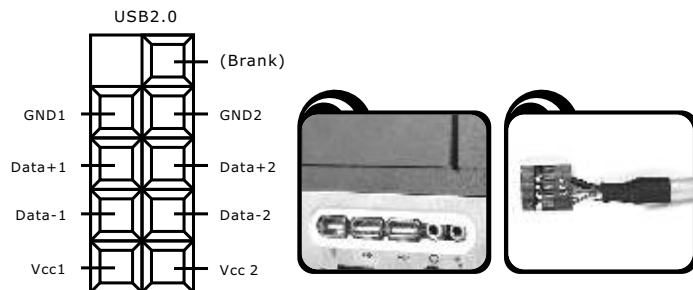 USB2.0
(Brank)
GND1 GND2
Data+1 Data+2
Data-1 Data-2
Vcc1 Vcc 2